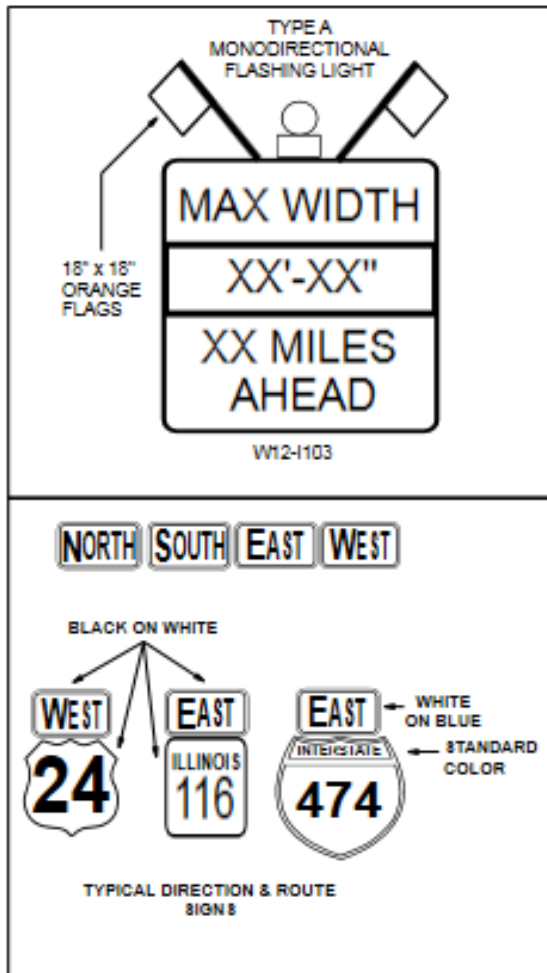 TYPE A
MONODIRECTIONAL
FLASHING LIGHT
18" x 18"
ORANGE
FLAGS
MAX WIDTH
XX'-XX"
XX MILES
AHEAD
W12-I103
NORTH SOUTH EAST WEST
BLACK ON WHITE
WEST EAST EAST
WHITE
ON BLUE
24
ILLINOIS
116
INTERSTATE
474
STANDARD
COLOR
TYPICAL DIRECTION & ROUTE
SIGNS